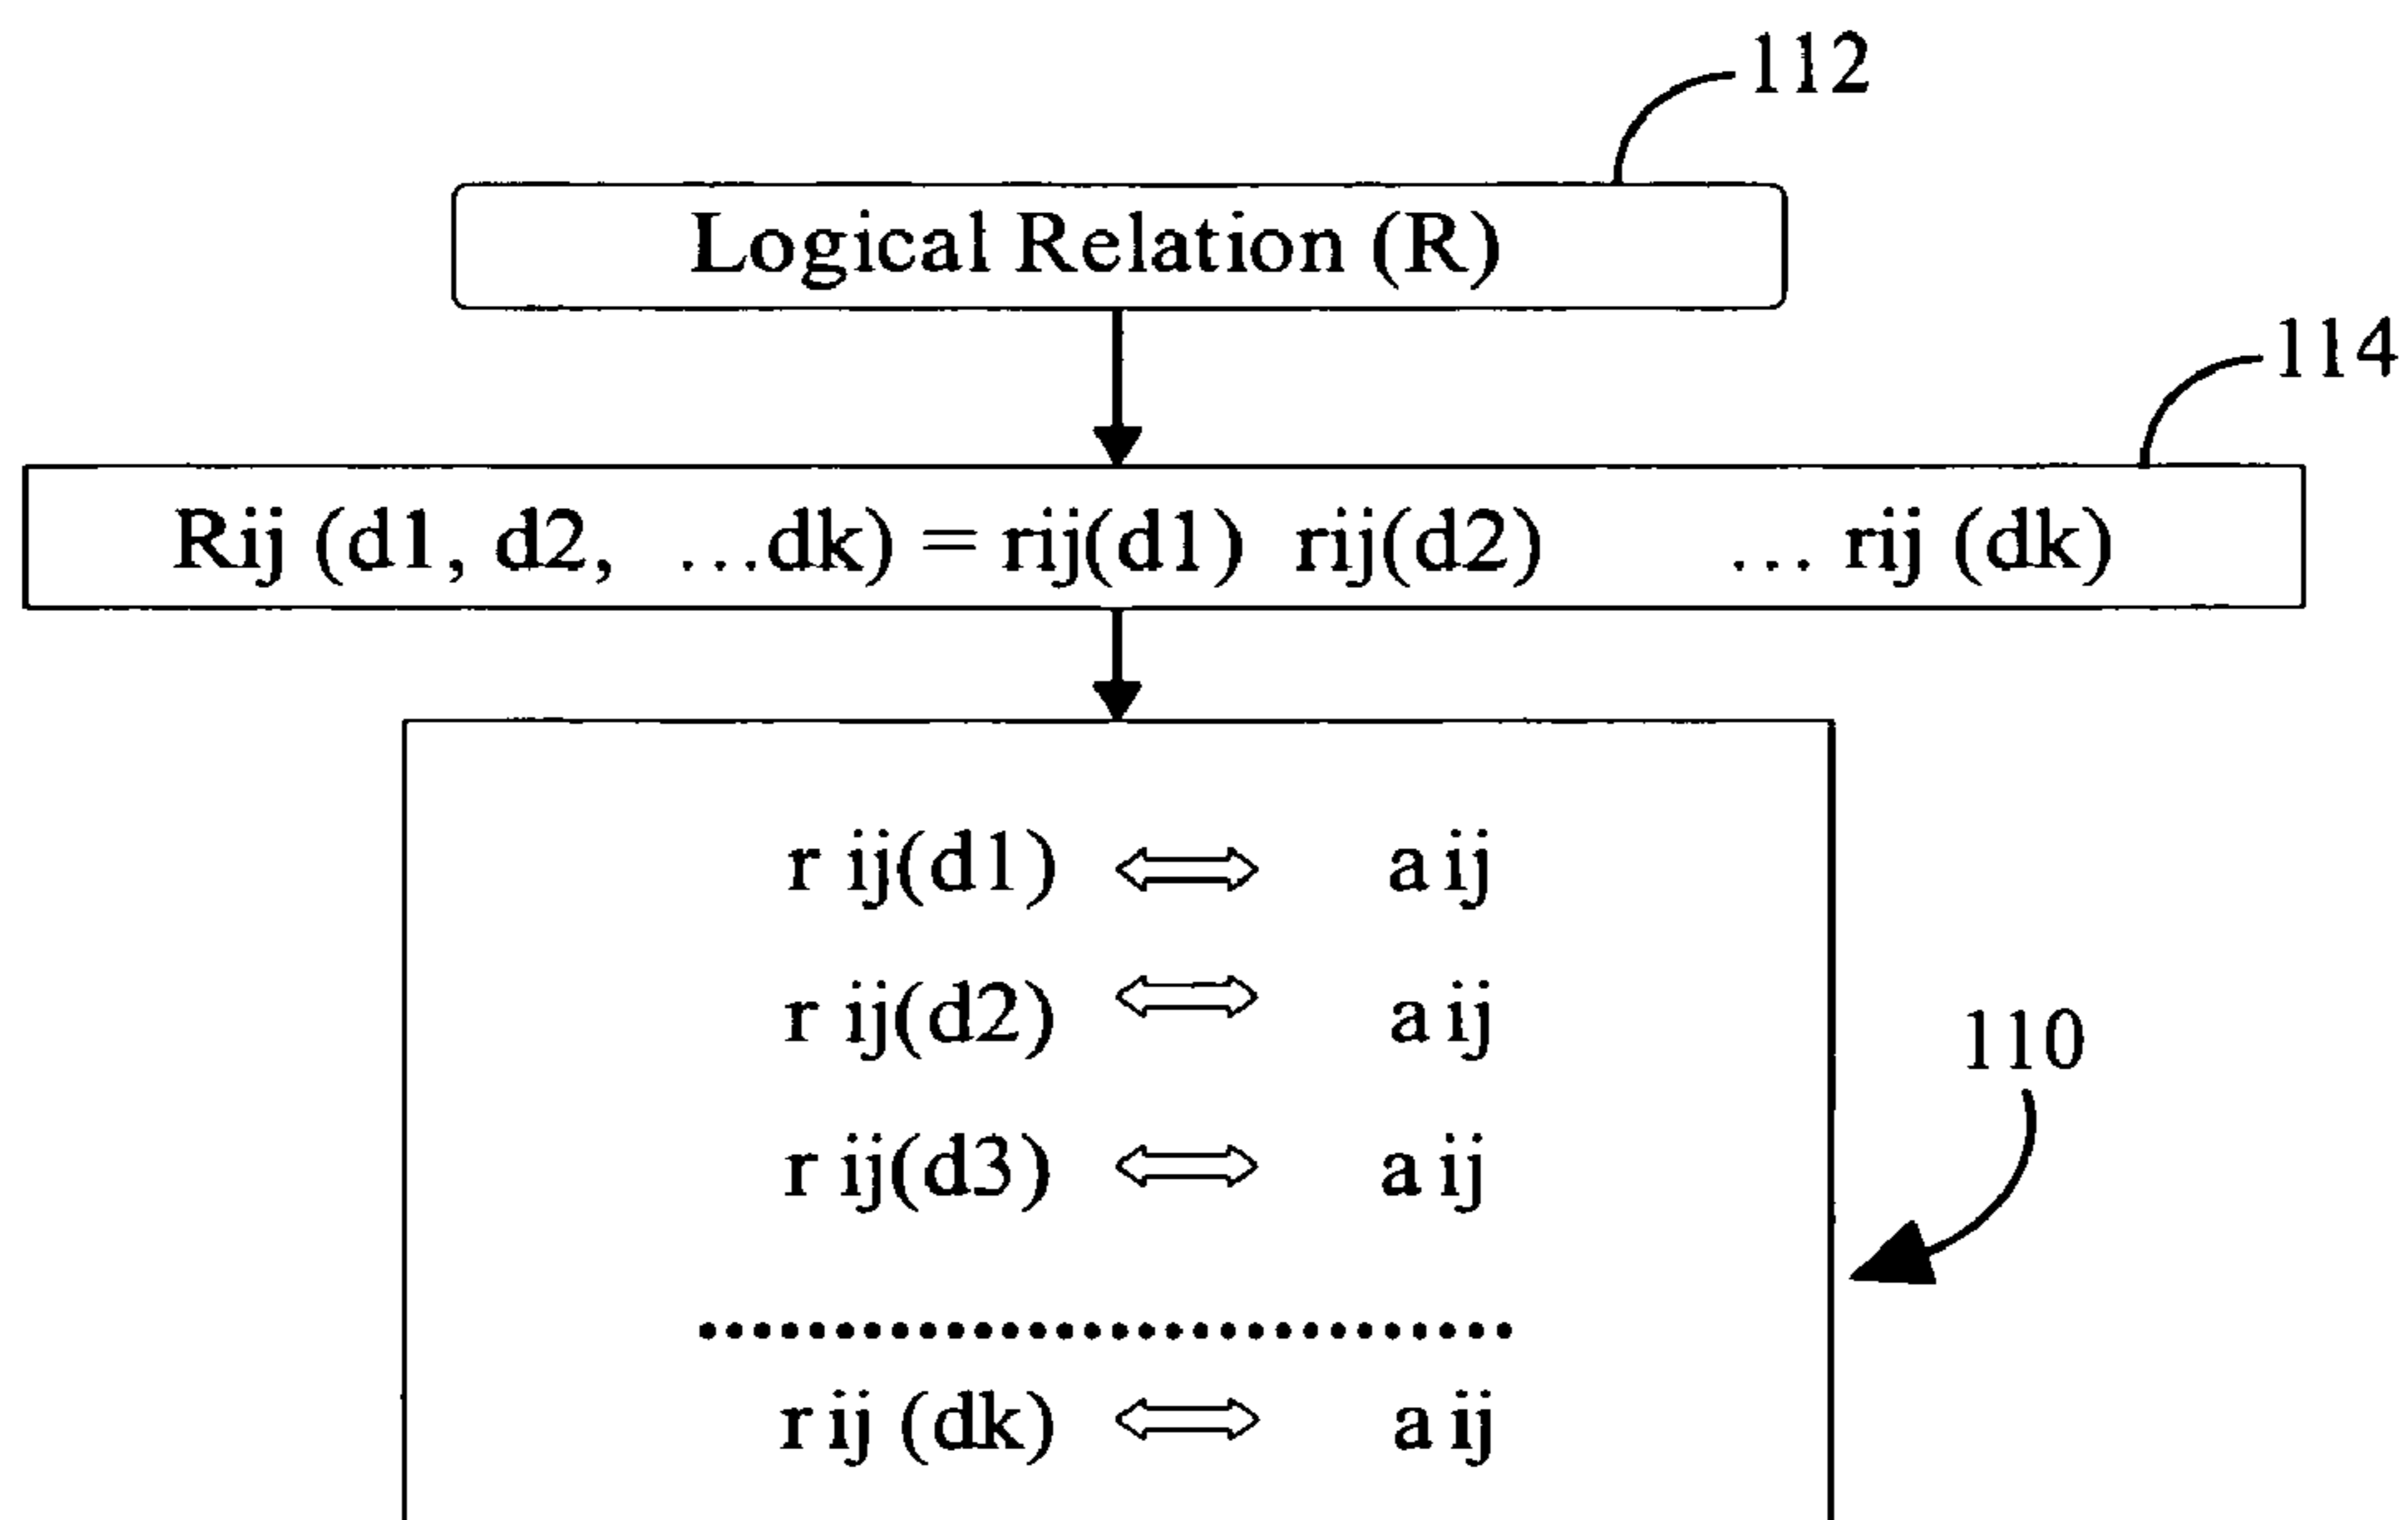 112
Logical Relation (R)
114
Rij (d1, d2, ...dk) = rij(d1) rij(d2) ... rij (dk)
r ij(d1) ⇔ a ij
r ij(d2) ⇔ a ij
110
r ij(d3) ⇔ a ij
r ij (dk) ⇔ a ij